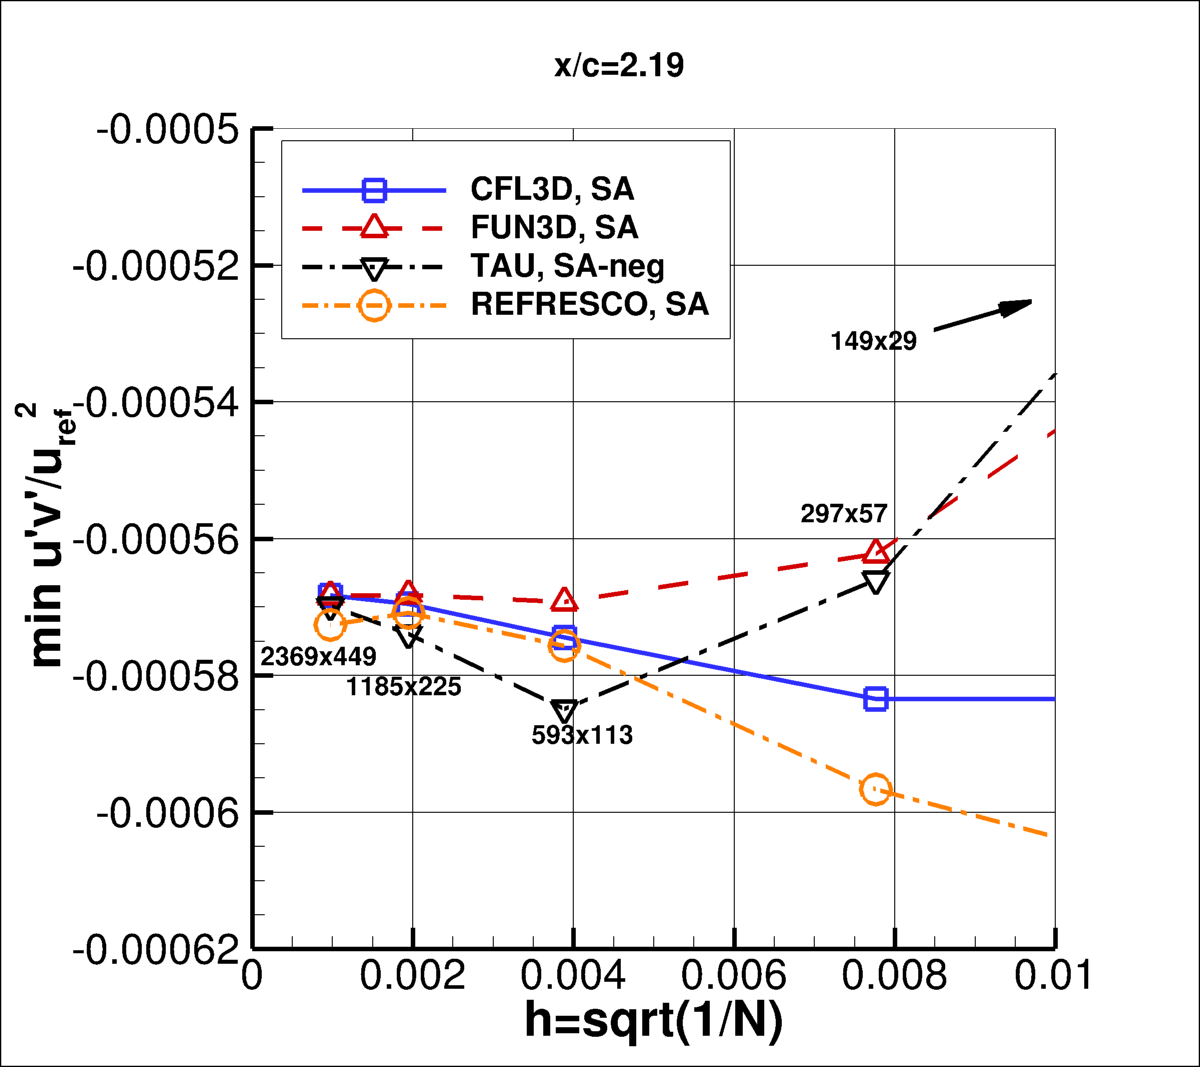 x/c=2.19
-0.0005
-0.00052
-0.00054
-0.00056
-0.00058
-0.0006
-0.00062
min u'v'/u_ref^2
CFL3D, SA
FUN3D, SA
TAU, SA-neg
REFRESCO, SA
149x29
297x57
2369x449
1185x225
593x113
0 0.002 0.004 0.006 0.008 0.01
h=sqrt(1/N)